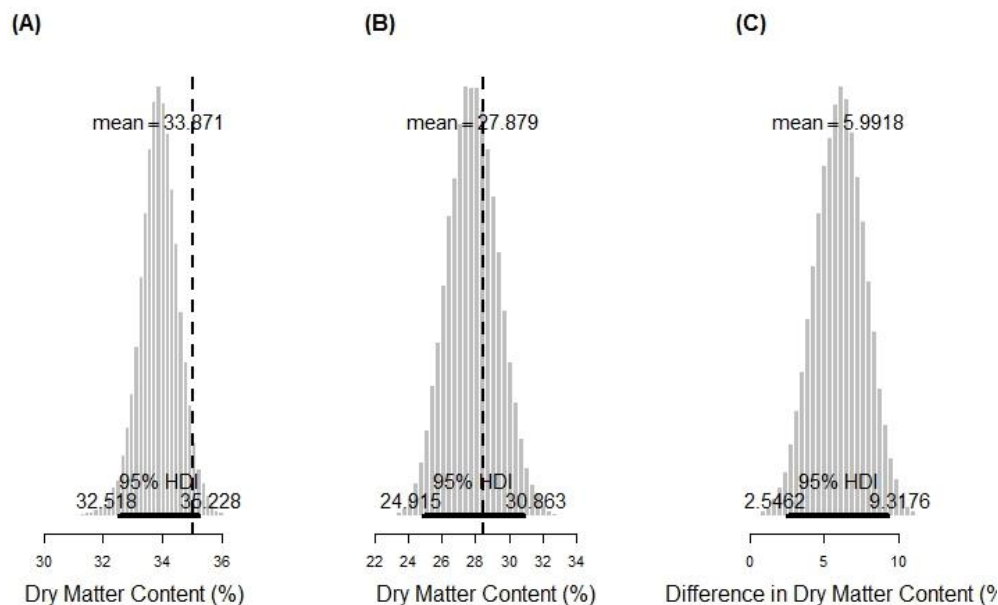 (A)
mean = 33.871
95% HDI
32.518 35.228
30 32 34 36
Dry Matter Content (%)
(B)
mean = 27.879
95% HDI
24.915 30.863
22 24 26 28 30 32 34
Dry Matter Content (%)
(C)
mean = 5.9918
95% HDI
2.5462 9.3176
0 5 10
Difference in Dry Matter Content (%